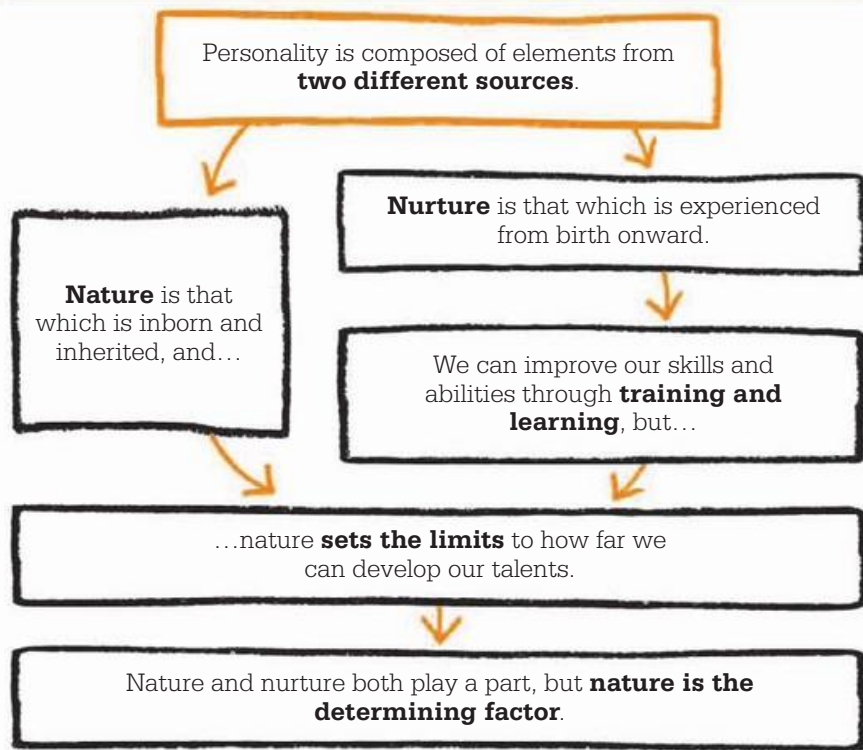 Personality is composed of elements from
two different sources.
Nature is that
which is inborn and
inherited, and…
Nurture is that which is experienced
from birth onward.
We can improve our skills and
abilities through training and
learning, but…
…nature sets the limits to how far we
can develop our talents.
Nature and nurture both play a part, but nature is the
determining factor.